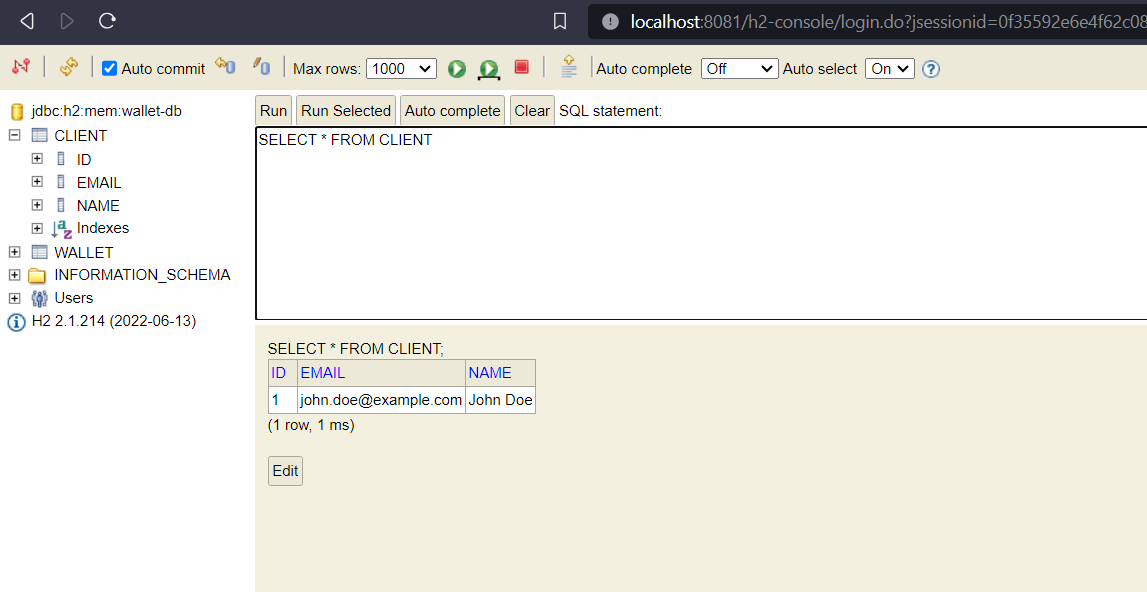 localhost:8081/h2-console/login.do?jsessionid=0f35592e6e4f62c08
Auto commit Max rows: 1000 Auto complete Off Auto select On
jdbc:h2:mem:wallet-db
CLIENT
ID
EMAIL
NAME
Indexes
WALLET
INFORMATION_SCHEMA
Users
H2 2.1.214 (2022-06-13)
Run Run Selected Auto complete Clear SQL statement:
SELECT * FROM CLIENT
SELECT * FROM CLIENT;
ID EMAIL NAME
1 john.doe@example.com John Doe
(1 row, 1 ms)
Edit